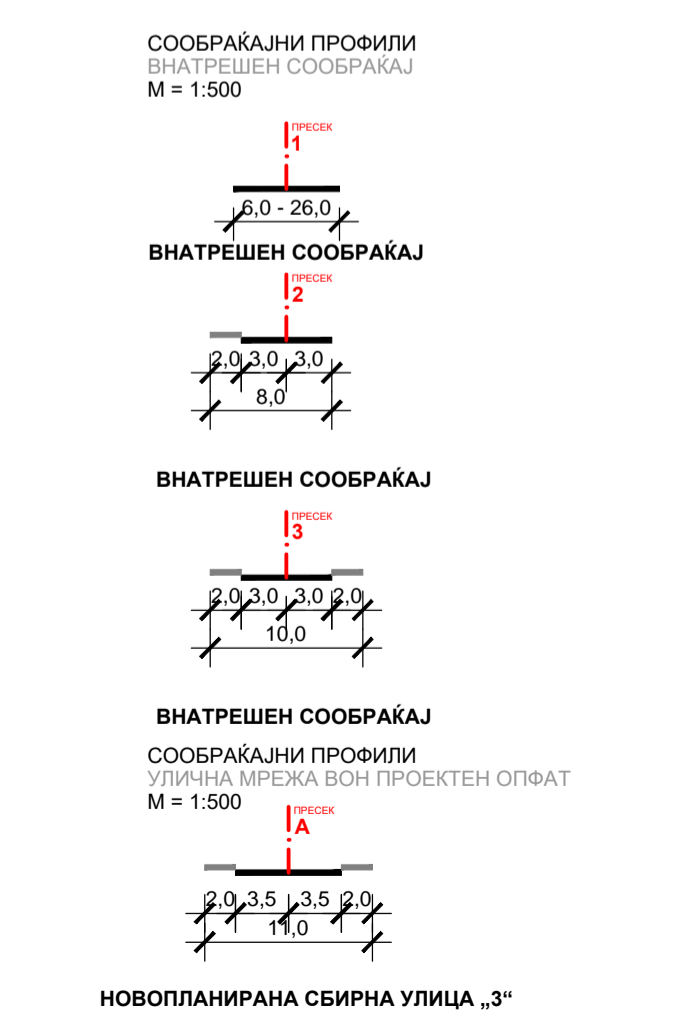 СООБРАЌАЈНИ ПРОФИЛИ
ВНАТРЕШЕН СООБРАЌАЈ
М = 1:500
ПРЕСЕК
1
6,0 - 26,0
ВНАТРЕШЕН СООБРАЌАЈ
ПРЕСЕК
2
2,0 3,0 3,0
8,0
ВНАТРЕШЕН СООБРАЌАЈ
ПРЕСЕК
3
2,0 3,0 3,0 2,0
10,0
ВНАТРЕШЕН СООБРАЌАЈ
СООБРАЌАЈНИ ПРОФИЛИ
УЛИЧНА МРЕЖА ВОН ПРОЕКТЕН ОПФАТ
М = 1:500
ПРЕСЕК
А
2,0 3,5 3,5 2,0
11,0
НОВОПЛАНИРАНА СБИРНА УЛИЦА „3“